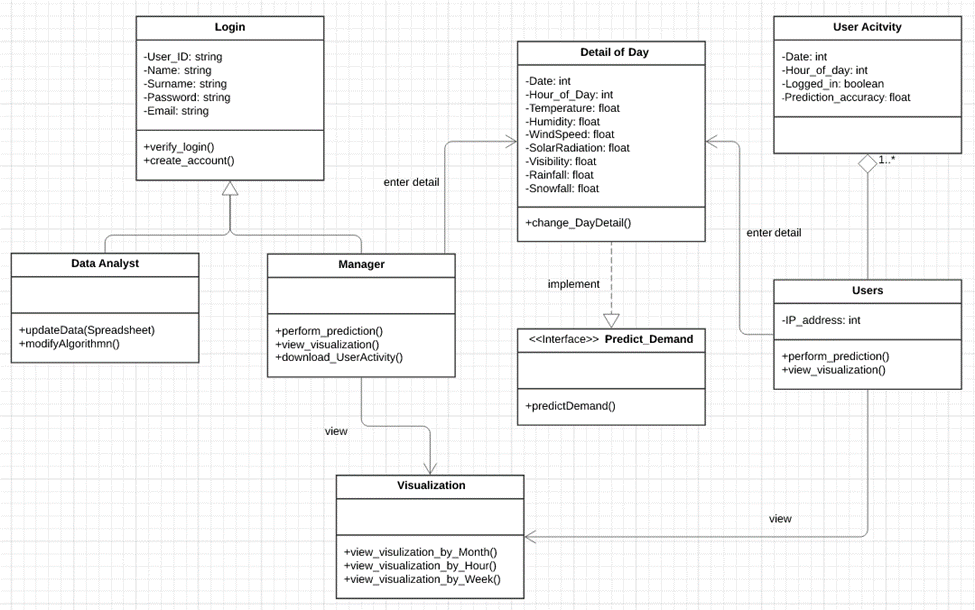 Login
-User_ID: string
-Name: string
-Surname: string
-Password: string
-Email: string
+verify_login()
+create_account()
Detail of Day
-Date: int
-Hour_of_Day: int
-Temperature: float
-Humidity: float
-WindSpeed: float
-SolarRadiation: float
-Visibility: float
-Rainfall: float
-Snowfall: float
+change_DayDetail()
User Acitvity
-Date: int
-Hour_of_day: int
-Logged_in: boolean
-Prediction_accuracy: float
1..*
enter detail
enter detail
Data Analyst
+updateData(Spreadsheet)
+modifyAlgorithmn()
Manager
+perform_prediction()
+view_visualization()
+download_UserActivity()
implement
<<Interface>> Predict_Demand
+predictDemand()
Users
-IP_address: int
+perform_prediction()
+view_visualization()
view
view
Visualization
+view_visulization_by_Month()
+view_visualization_by_Hour()
+view_visualization_by_Week()